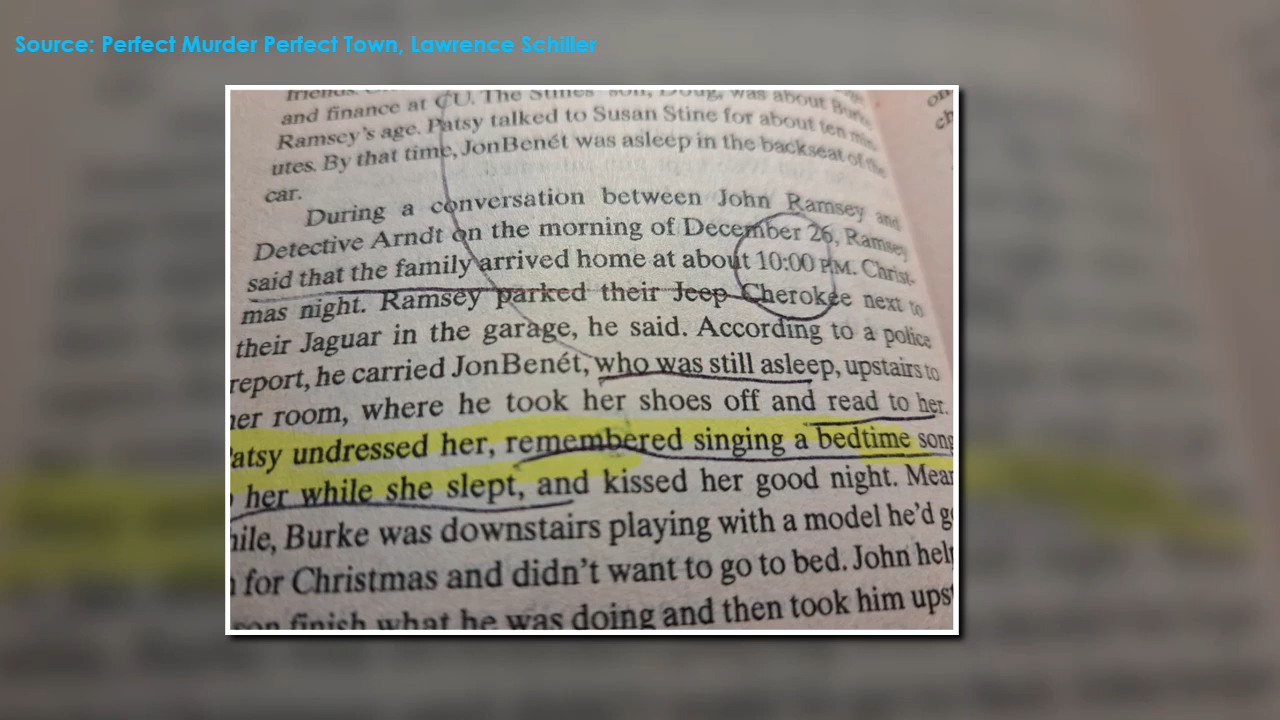 Source: Perfect Murder Perfect Town, Lawrence Schiller
friends.
and finance at CU. The Stines' son, Doug, was about Burke
Ramsey's age. Patsy talked to Susan Stine for about ten min-
utes. By that time, JonBenét was asleep in the backseat of the
car.
During a conversation between John Ramsey and
Detective Arndt on the morning of December 26, Ramsey
said that the family arrived home at about 10:00 P.M. Christ-
mas night. Ramsey parked their Jeep Cherokee next to
their Jaguar in the garage, he said. According to a police
report, he carried JonBenét, who was still asleep, upstairs to
her room, where he took her shoes off and read to her.
atsy undressed her, remembered singing a bedtime song
her while she slept, and kissed her good night. Mean
hile, Burke was downstairs playing with a model he'd g
for Christmas and didn't want to go to bed. John help
son finish what he was doing and then took him ups
on
ch